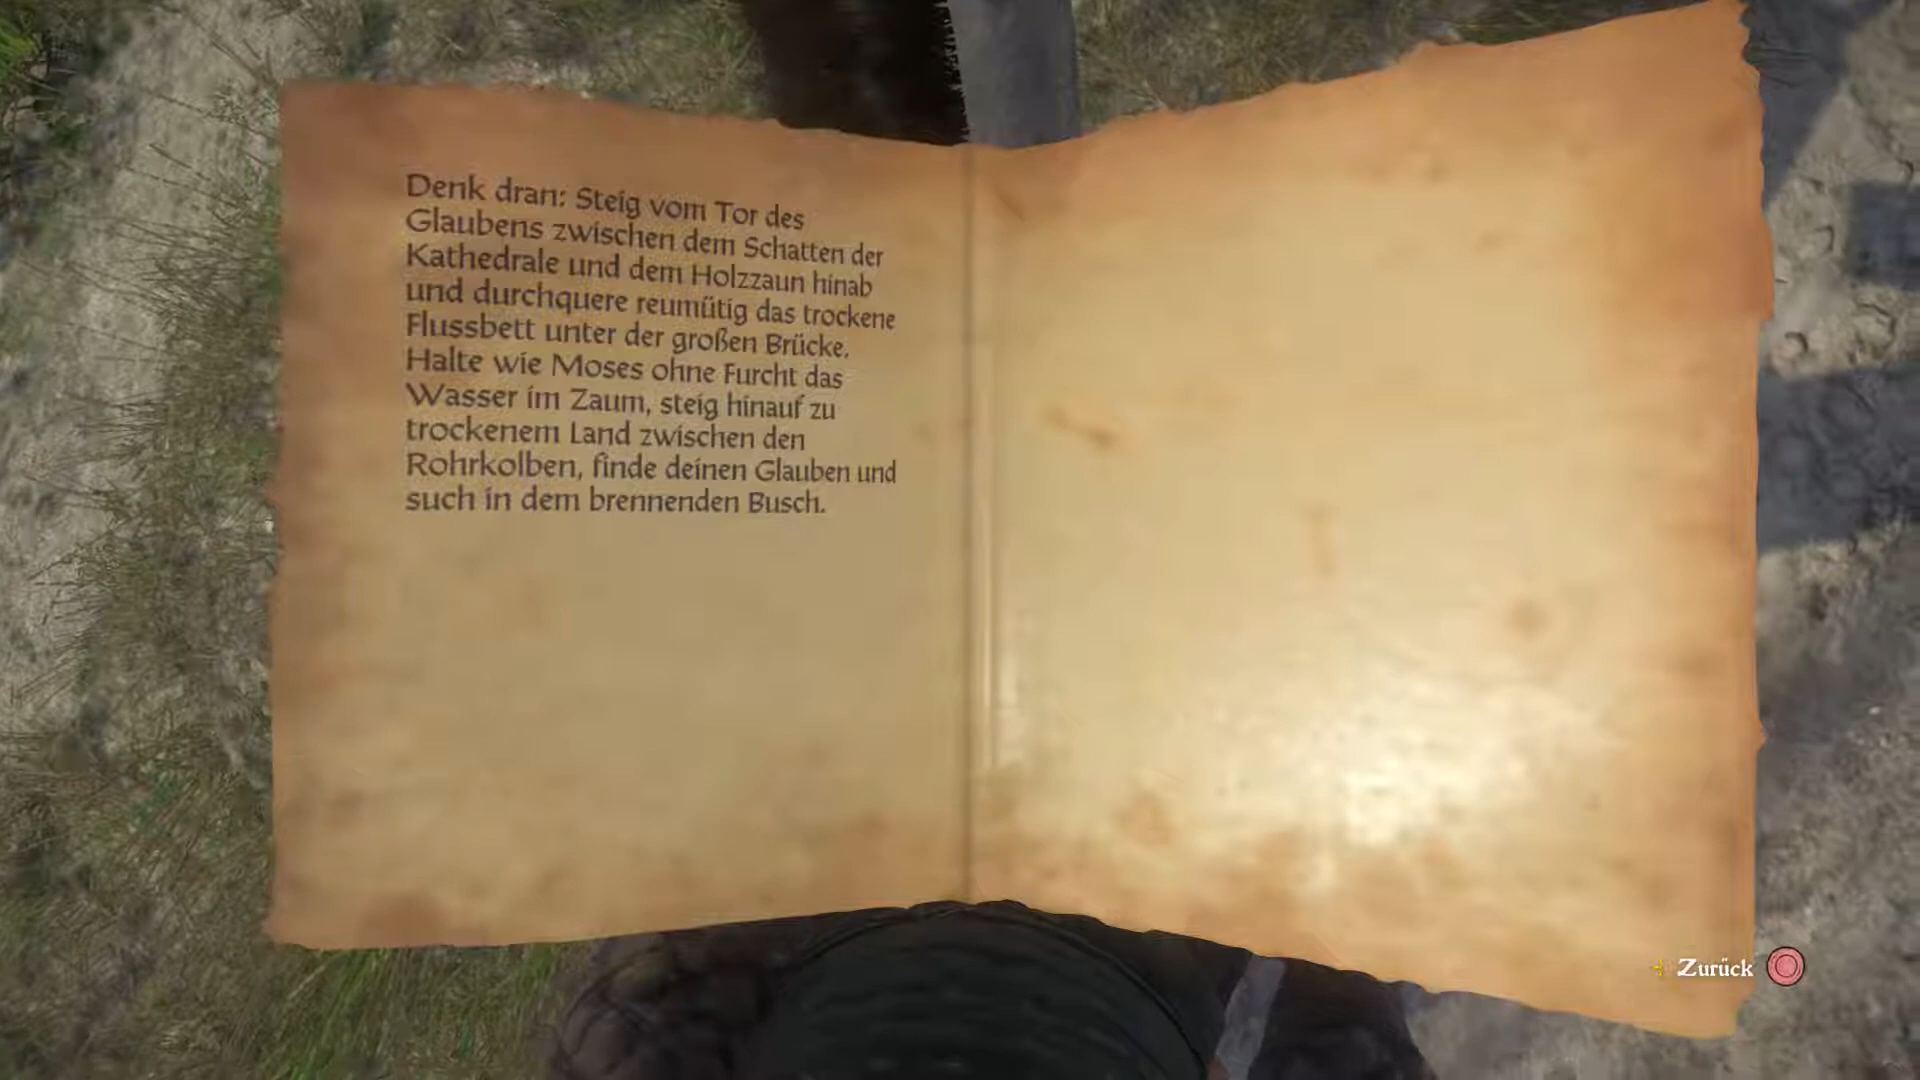 Denk dran: Steig vom Tor des
Glaubens zwischen dem Schatten der
Kathedrale und dem Holzzaun hinab
und durchquere reumütig das trockene
Flussbett unter der großen Brücke.
Halte wie Moses ohne Furcht das
Wasser im Zaum, steig hinauf zu
trockenem Land zwischen den
Rohrkolben, finde deinen Glauben und
such in dem brennenden Busch.
Zurück